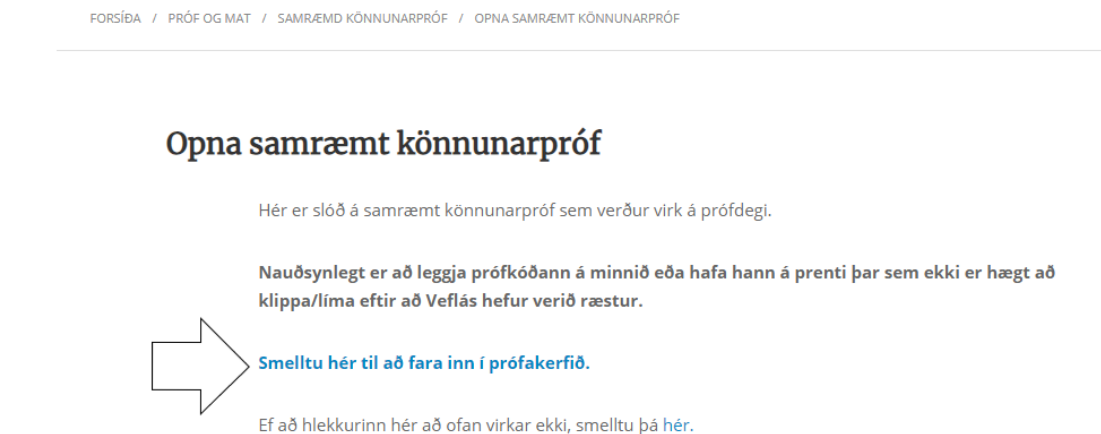 FORSÍÐA / PRÓF OG MAT / SAMRÆMD KÖNNUNARPRÓF / OPNA SAMRÆMT KÖNNUNARPRÓF
Opna samræmt könnunarpróf
Hér er slóð á samræmt könnunarpróf sem verður virk á prófdegi.
Nauðsynlegt er að leggja prófkóðann á minnið eða hafa hann á prenti þar sem ekki er hægt að
klippa/líma eftir að Veflás hefur verið ræstur.
Smelltu hér til að fara inn í prófakerfið.
Ef að hlekkurinn hér að ofan virkar ekki, smelltu þá hér.